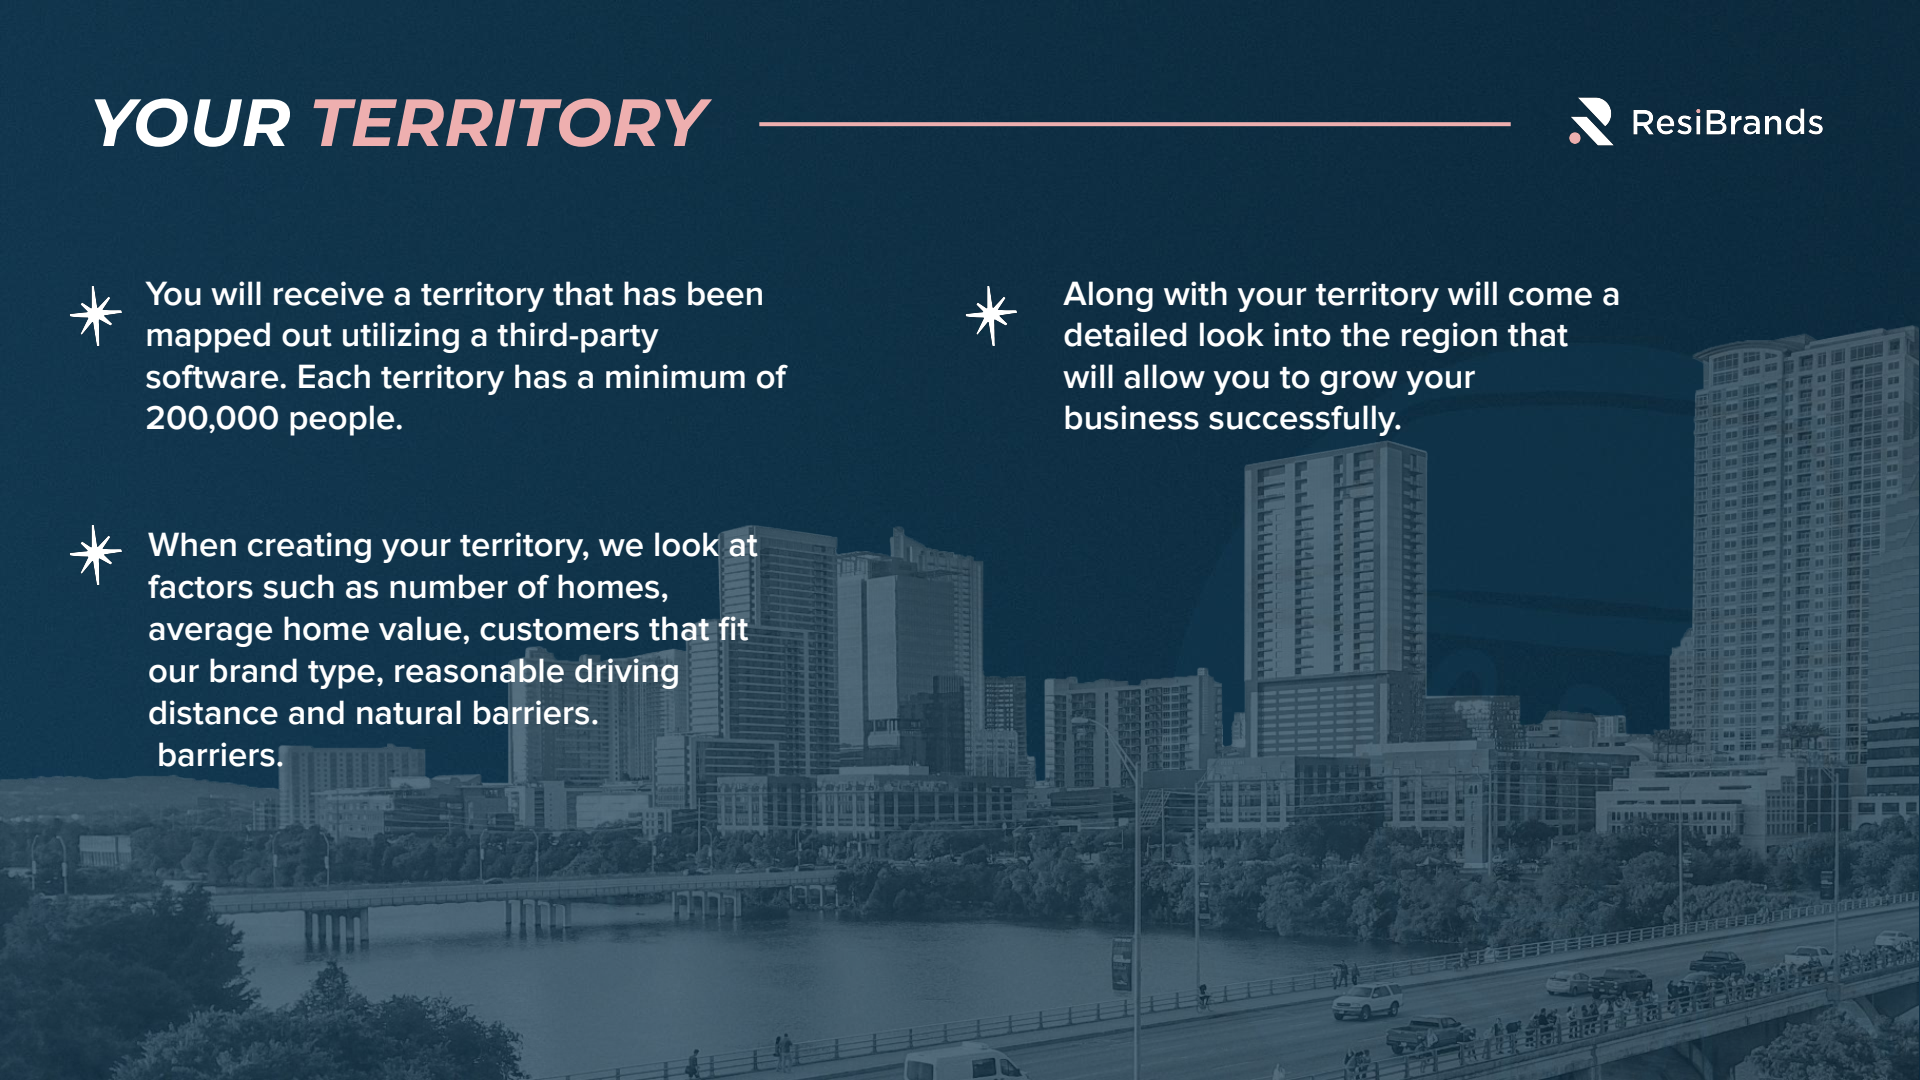 YOUR TERRITORY
ResiBrands
You will receive a territory that has been
mapped out utilizing a third-party
software. Each territory has a minimum of
200,000 people.
When creating your territory, we look at
factors such as number of homes,
average home value, customers that fit
our brand type, reasonable driving
distance and natural barriers.
barriers.
Along with your territory will come a
detailed look into the region that
will allow you to grow your
business successfully.